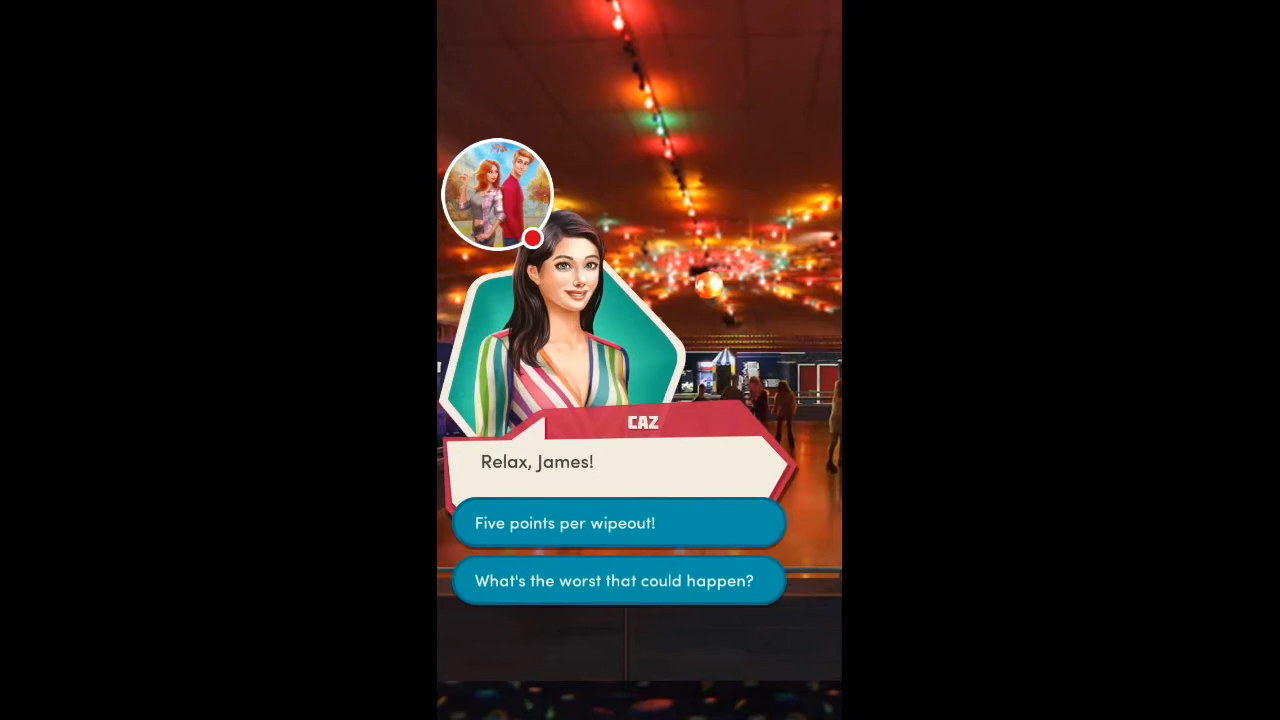 CAZ
Relax, James!
Five points per wipeout!
What's the worst that could happen?